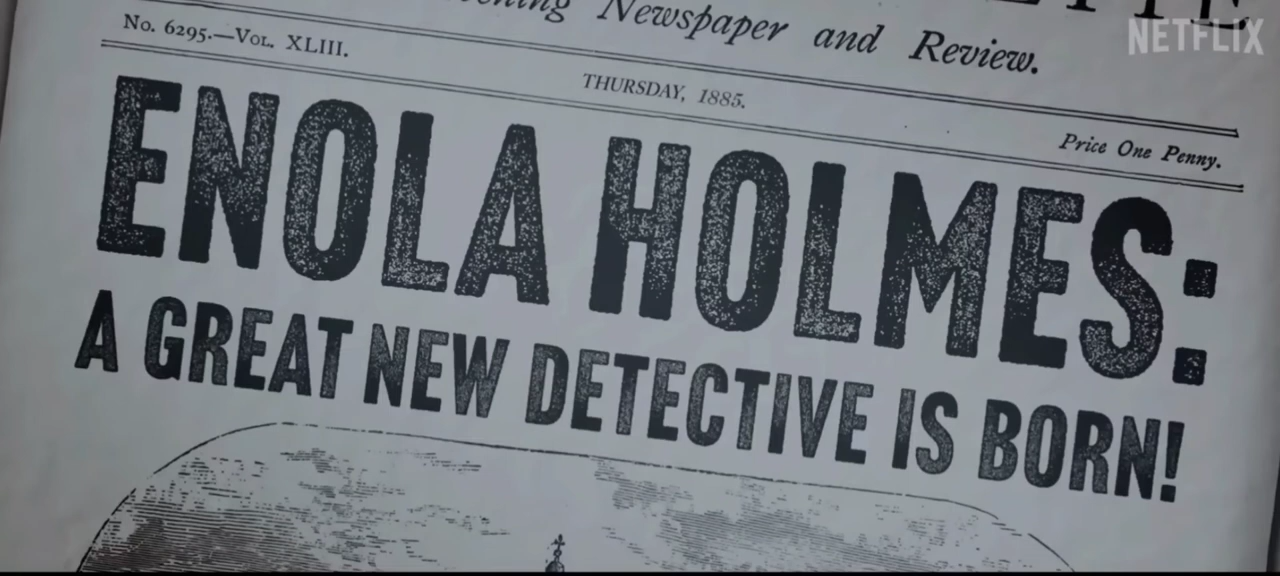 Newspaper and Review.
NETFLIX
No. 6295.—Vol. XLIII.
THURSDAY, 1885.
Price One Penny.
ENOLA HOLMES:
A GREAT NEW DETECTIVE IS BORN!